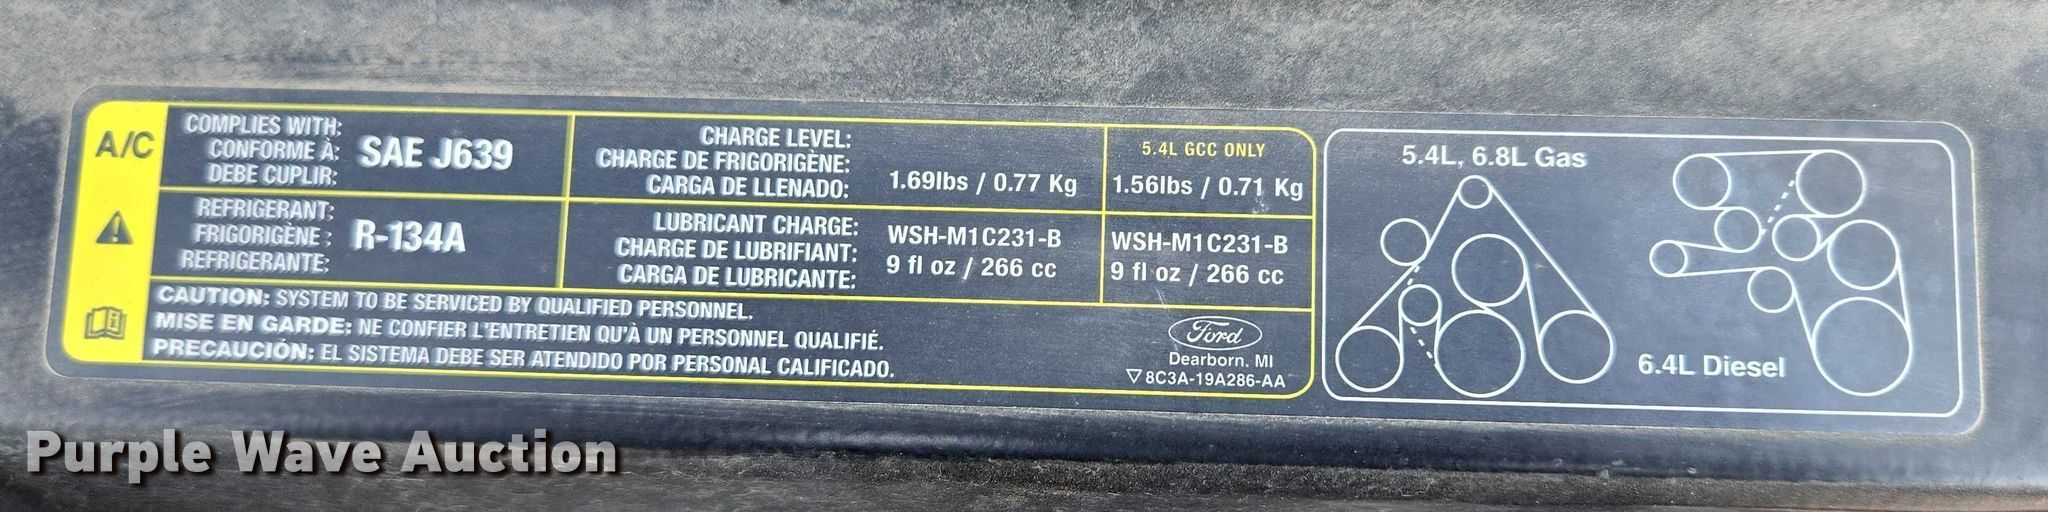 A/C
COMPLIES WITH:
CONFORME À:
DEBE CUPLIR:
SAE J639
CHARGE LEVEL:
CHARGE DE FRIGORIGÈNE:
CARGA DE LLENADO:
1.69lbs / 0.77 Kg
5.4L GCC ONLY
1.56lbs / 0.71 Kg
REFRIGERANT:
FRIGORIGÈNE :
REFRIGERANTE:
R-134A
LUBRICANT CHARGE:
CHARGE DE LUBRIFIANT:
CARGA DE LUBRICANTE:
WSH-M1C231-B
9 fl oz / 266 cc
WSH-M1C231-B
9 fl oz / 266 cc
CAUTION: SYSTEM TO BE SERVICED BY QUALIFIED PERSONNEL.
MISE EN GARDE: NE CONFIER L'ENTRETIEN QU'À UN PERSONNEL QUALIFIÉ.
PRECAUCIÓN: EL SISTEMA DEBE SER ATENDIDO POR PERSONAL CALIFICADO.
Ford
Dearborn, MI
▽8C3A-19A286-AA
5.4L, 6.8L Gas
6.4L Diesel
Purple Wave Auction